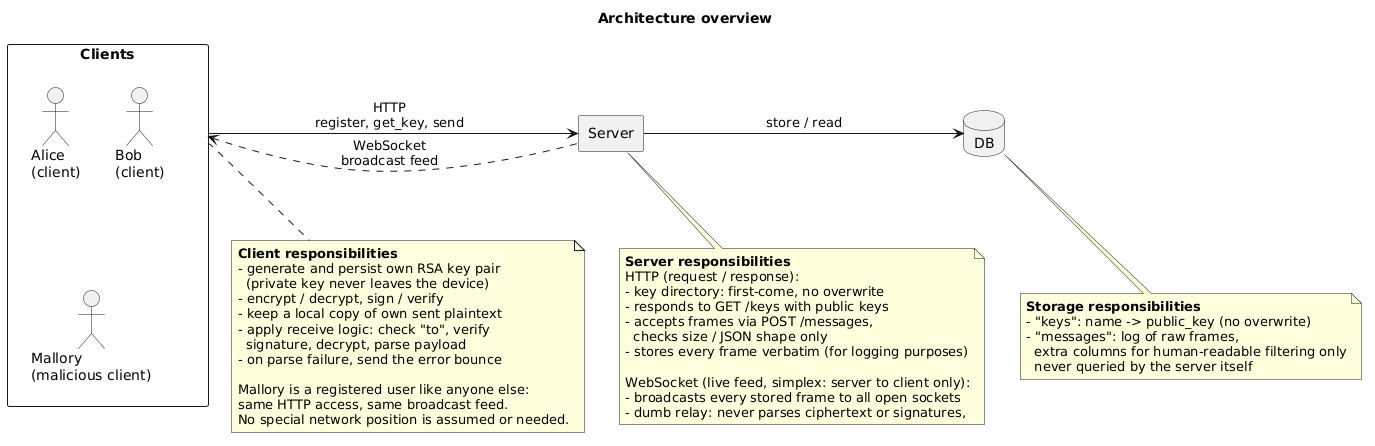 Architecture overview
Clients
Alice
(client)
Bob
(client)
Mallory
(malicious client)
HTTP
register, get_key, send
WebSocket
broadcast feed
Server
store / read
DB
Client responsibilities
- generate and persist own RSA key pair
(private key never leaves the device)
- encrypt / decrypt, sign / verify
- keep a local copy of own sent plaintext
- apply receive logic: check "to", verify
signature, decrypt, parse payload
- on parse failure, send the error bounce
Mallory is a registered user like anyone else:
same HTTP access, same broadcast feed.
No special network position is assumed or needed.
Server responsibilities
HTTP (request / response):
- key directory: first-come, no overwrite
- responds to GET /keys with public keys
- accepts frames via POST /messages,
checks size / JSON shape only
- stores every frame verbatim (for logging purposes)
WebSocket (live feed, simplex: server to client only):
- broadcasts every stored frame to all open sockets
- dumb relay: never parses ciphertext or signatures,
Storage responsibilities
- "keys": name -> public_key (no overwrite)
- "messages": log of raw frames,
extra columns for human-readable filtering only
never queried by the server itself